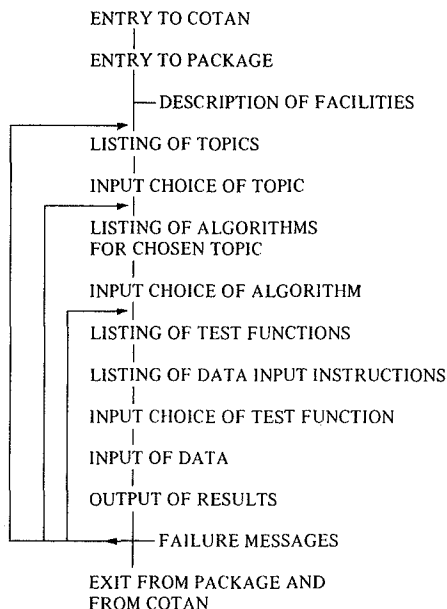 ENTRY TO COTAN
ENTRY TO PACKAGE
DESCRIPTION OF FACILITIES
LISTING OF TOPICS
INPUT CHOICE OF TOPIC
LISTING OF ALGORITHMS
FOR CHOSEN TOPIC
INPUT CHOICE OF ALGORITHM
LISTING OF TEST FUNCTIONS
LISTING OF DATA INPUT INSTRUCTIONS
INPUT CHOICE OF TEST FUNCTION
INPUT OF DATA
OUTPUT OF RESULTS
FAILURE MESSAGES
EXIT FROM PACKAGE AND
FROM COTAN